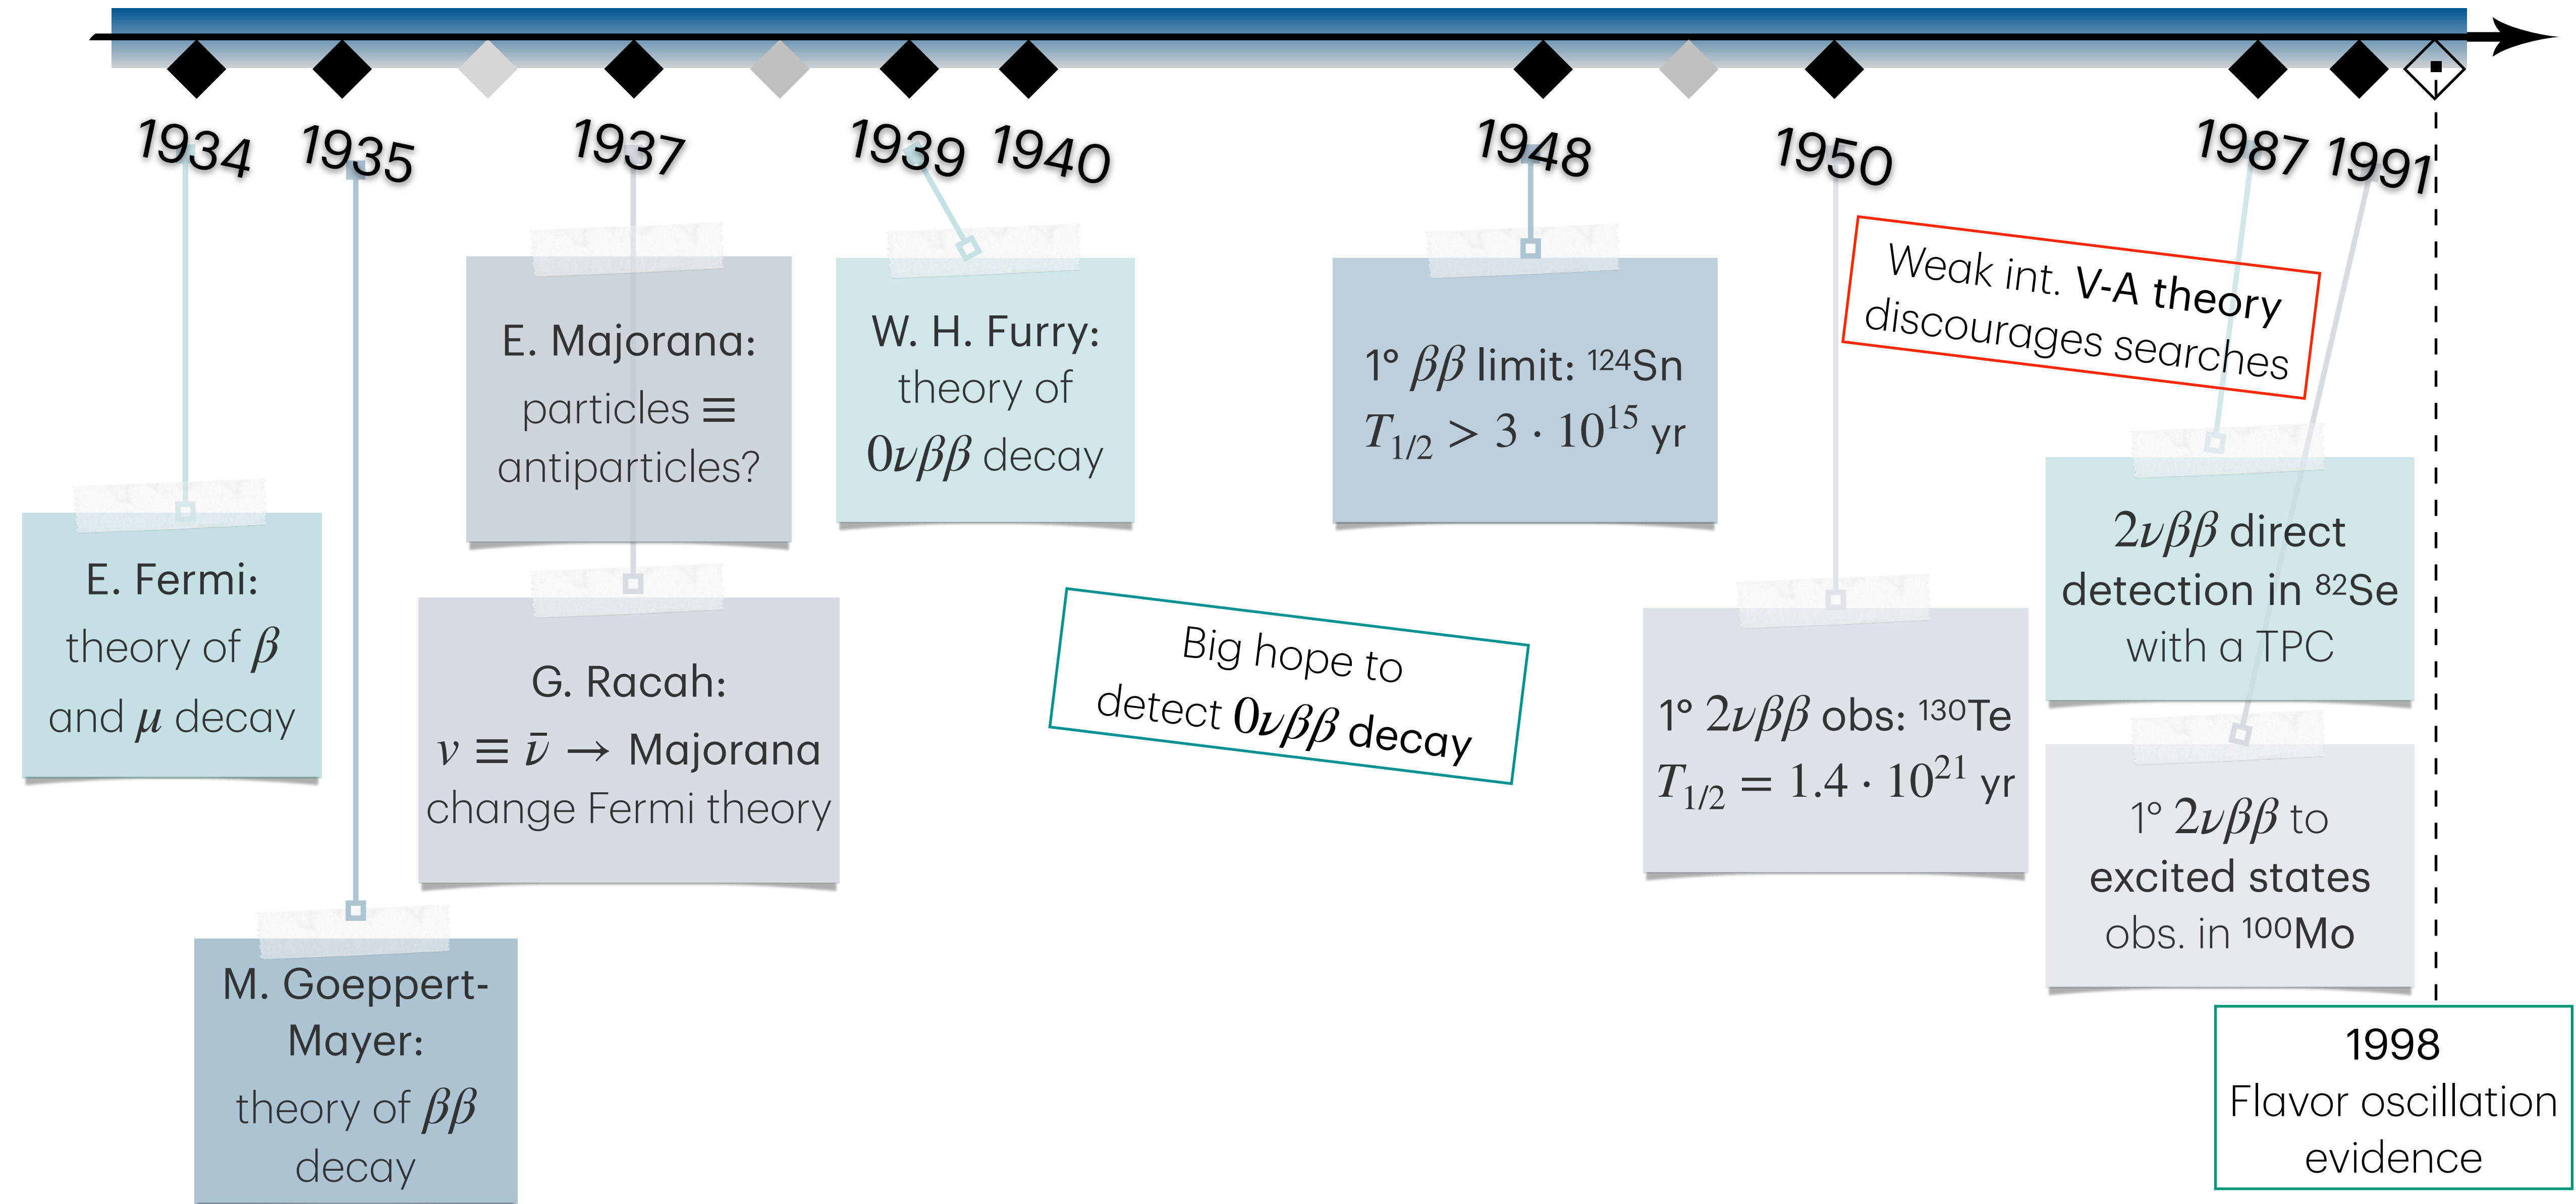 1934
1935
1937
1939
1940
1948
1950
1987
1991
E. Fermi:
theory of β
and μ decay
M. Goeppert-
Mayer:
theory of ββ
decay
E. Majorana:
particles ≡
antiparticles?
G. Racah:
ν ≡ ν̄ → Majorana
change Fermi theory
W. H. Furry:
theory of
0νββ decay
Big hope to
detect 0νββ decay
1° ββ limit: ¹²⁴Sn
T₁/₂ > 3 · 10¹⁵ yr
Weak int. V-A theory
discourages searches
1° 2νββ obs: ¹³⁰Te
T₁/₂ = 1.4 · 10²¹ yr
2νββ direct
detection in ⁸²Se
with a TPC
1° 2νββ to
excited states
obs. in ¹⁰⁰Mo
1998
Flavor oscillation
evidence